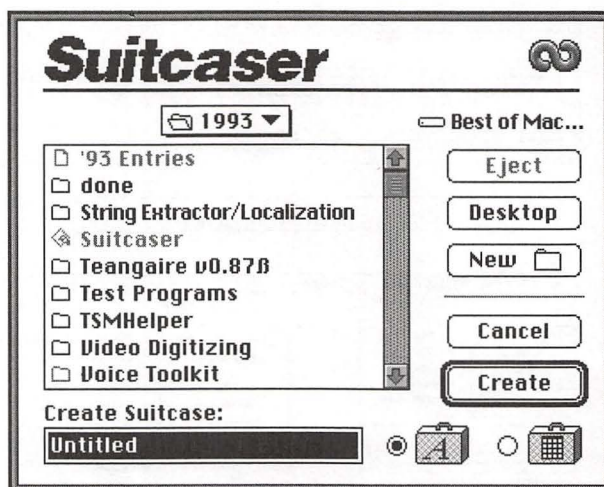 Suitcaser
1993
Best of Mac...
'93 Entries
done
String Extractor/Localization
Suitcaser
Teangaire v0.87ß
Test Programs
TSMHelper
Video Digitizing
Voice Toolkit
Eject
Desktop
New
Cancel
Create
Create Suitcase:
Untitled
A